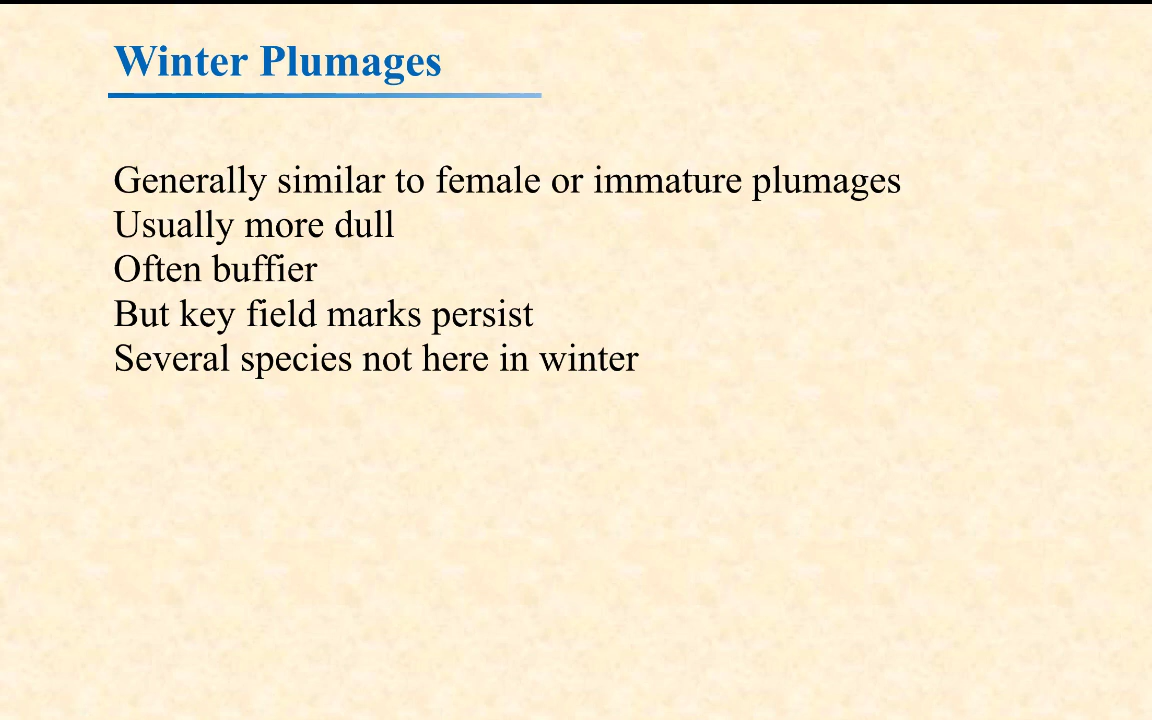 Winter Plumages
Generally similar to female or immature plumages
Usually more dull
Often buffier
But key field marks persist
Several species not here in winter